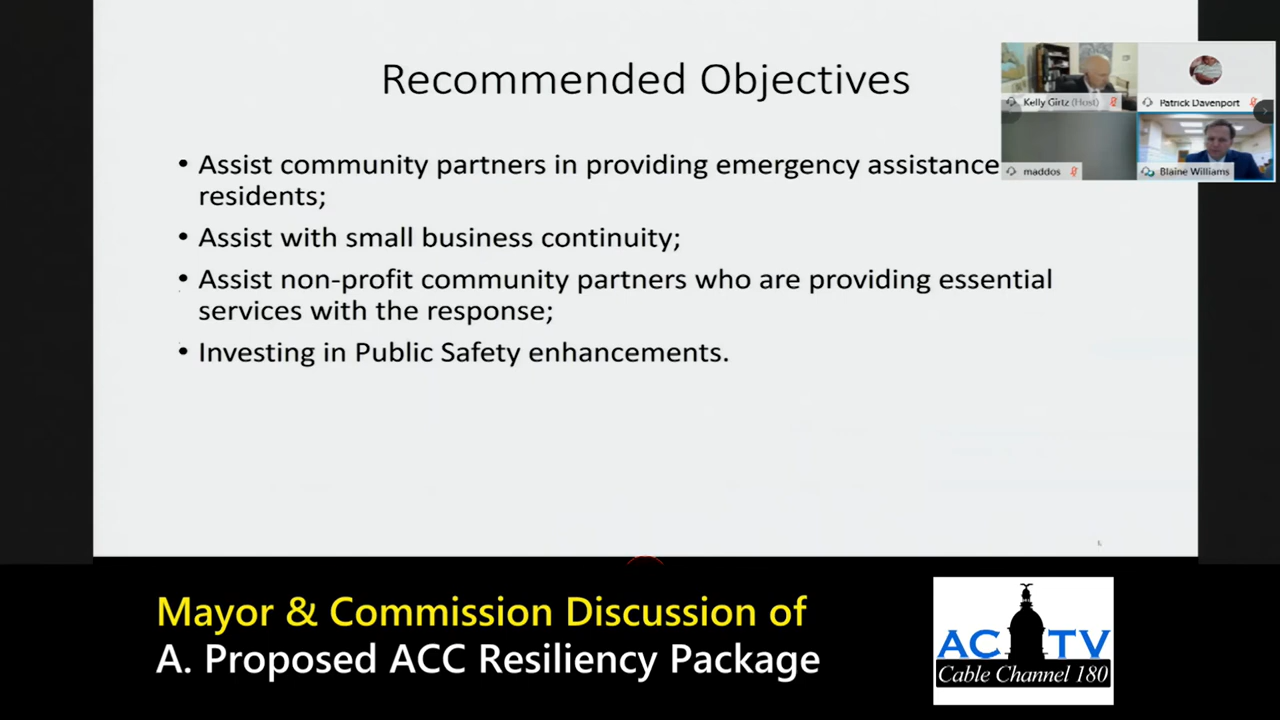 Recommended Objectives
• Assist community partners in providing emergency assistance
residents;
• Assist with small business continuity;
• Assist non-profit community partners who are providing essential
services with the response;
• Investing in Public Safety enhancements.
Kelly Girtz (Host)
Patrick Davenport
maddos
Blaine Williams
Mayor & Commission Discussion of
A. Proposed ACC Resiliency Package
ACTV
Cable Channel 180